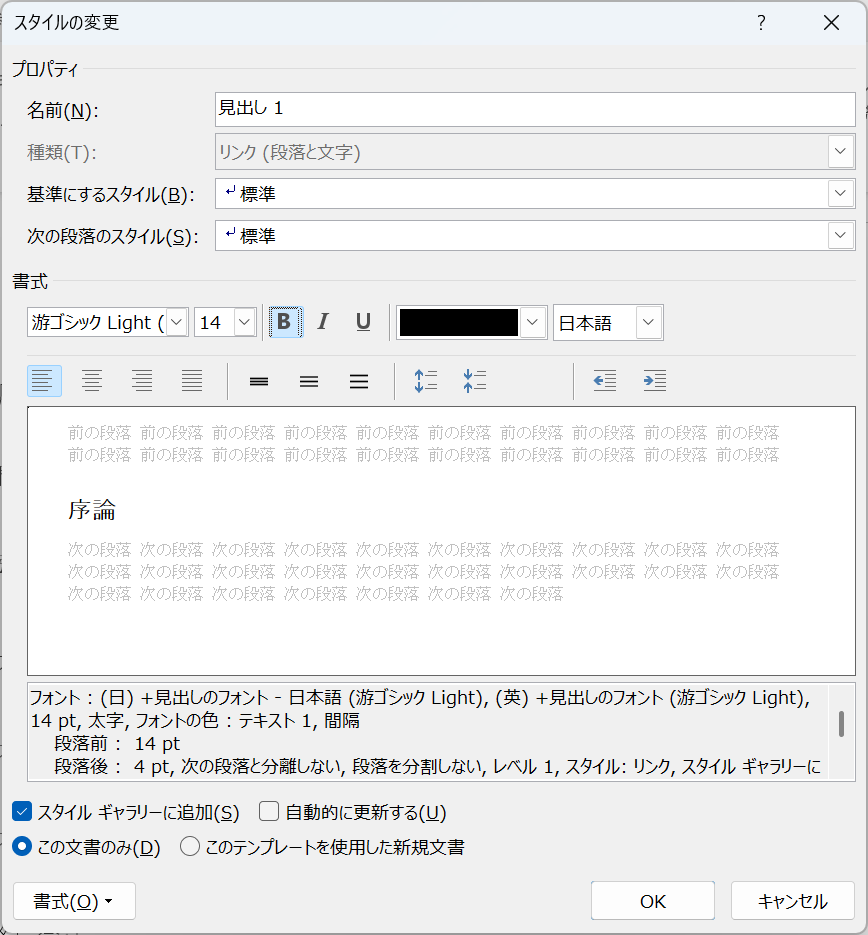 スタイルの変更 ?
プロパティ
名前(N): 見出し 1
種類(T): リンク (段落と文字)
基準にするスタイル(B): ↵ 標準
次の段落のスタイル(S): ↵ 標準
書式
游ゴシック Light ( 14 B I U 日本語
前の段落 前の段落 前の段落 前の段落 前の段落 前の段落 前の段落 前の段落 前の段落 前の段落
前の段落 前の段落 前の段落 前の段落 前の段落 前の段落 前の段落 前の段落 前の段落 前の段落
序論
次の段落 次の段落 次の段落 次の段落 次の段落 次の段落 次の段落 次の段落 次の段落 次の段落
次の段落 次の段落 次の段落 次の段落 次の段落 次の段落 次の段落 次の段落 次の段落 次の段落
次の段落 次の段落 次の段落 次の段落 次の段落 次の段落 次の段落
フォント : (日) +見出しのフォント - 日本語 (游ゴシック Light), (英) +見出しのフォント (游ゴシック Light),
14 pt, 太字, フォントの色 : テキスト 1, 間隔
段落前 : 14 pt
段落後 : 4 pt, 次の段落と分離しない, 段落を分割しない, レベル 1, スタイル: リンク, スタイル ギャラリーに
スタイル ギャラリーに追加(S) 自動的に更新する(U)
この文書のみ(D) このテンプレートを使用した新規文書
書式(O) OK キャンセル